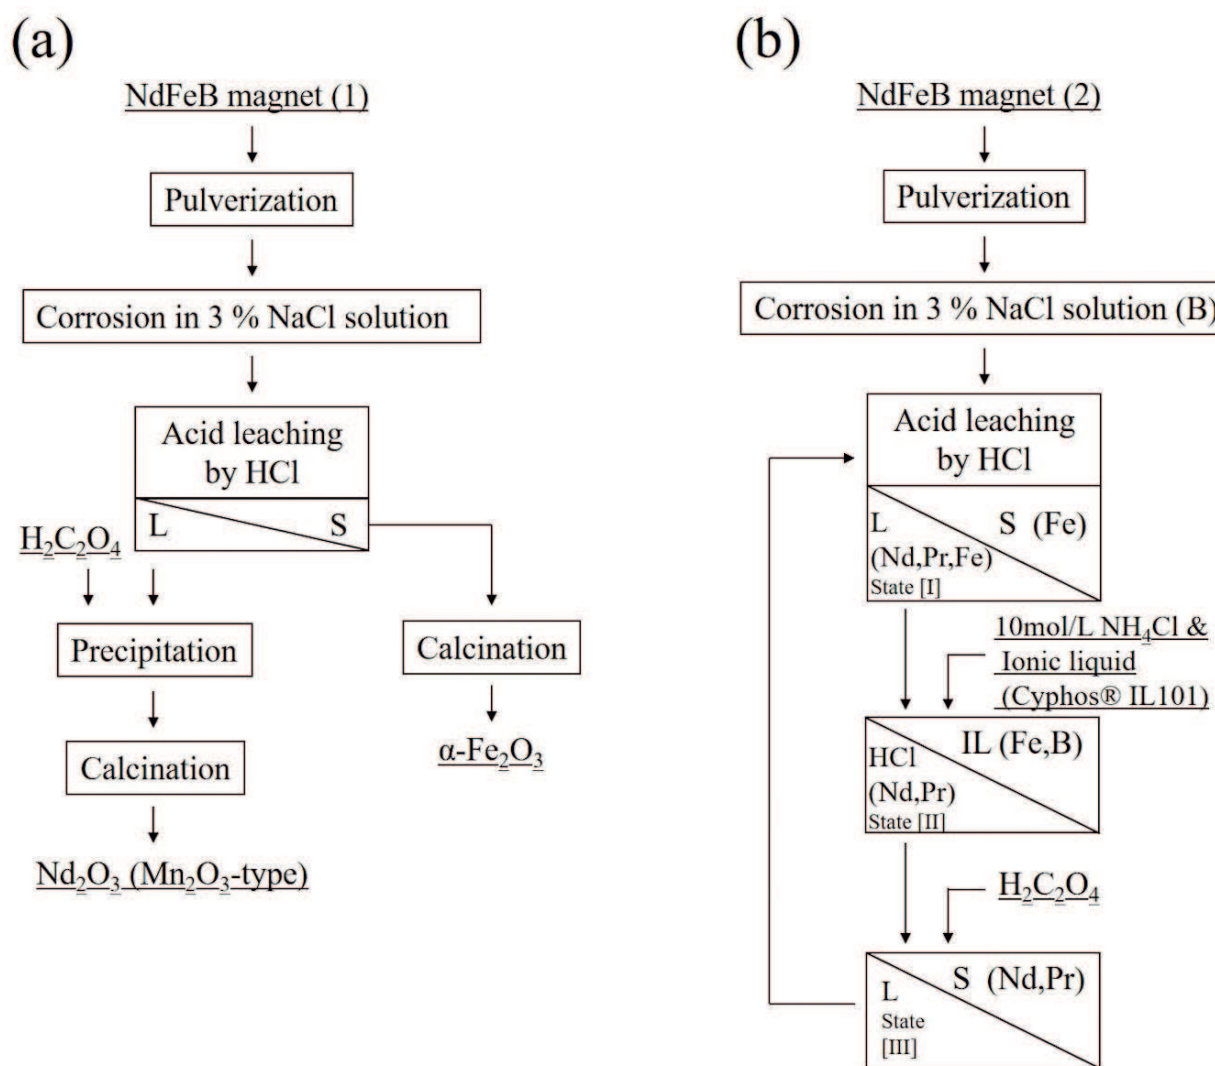 (a)
NdFeB magnet (1)
Pulverization
Corrosion in 3 % NaCl solution
Acid leaching
by HCl
L
S
H₂C₂O₄
Precipitation
Calcination
Calcination
α-Fe₂O₃
Nd₂O₃ (Mn₂O₃-type)
(b)
NdFeB magnet (2)
Pulverization
Corrosion in 3 % NaCl solution (B)
Acid leaching
by HCl
S (Fe)
L
(Nd,Pr,Fe)
State [I]
10mol/L NH₄Cl &
Ionic liquid
(Cyphos® IL101)
IL (Fe,B)
HCl
(Nd,Pr)
State [II]
H₂C₂O₄
S (Nd,Pr)
L
State
[III]